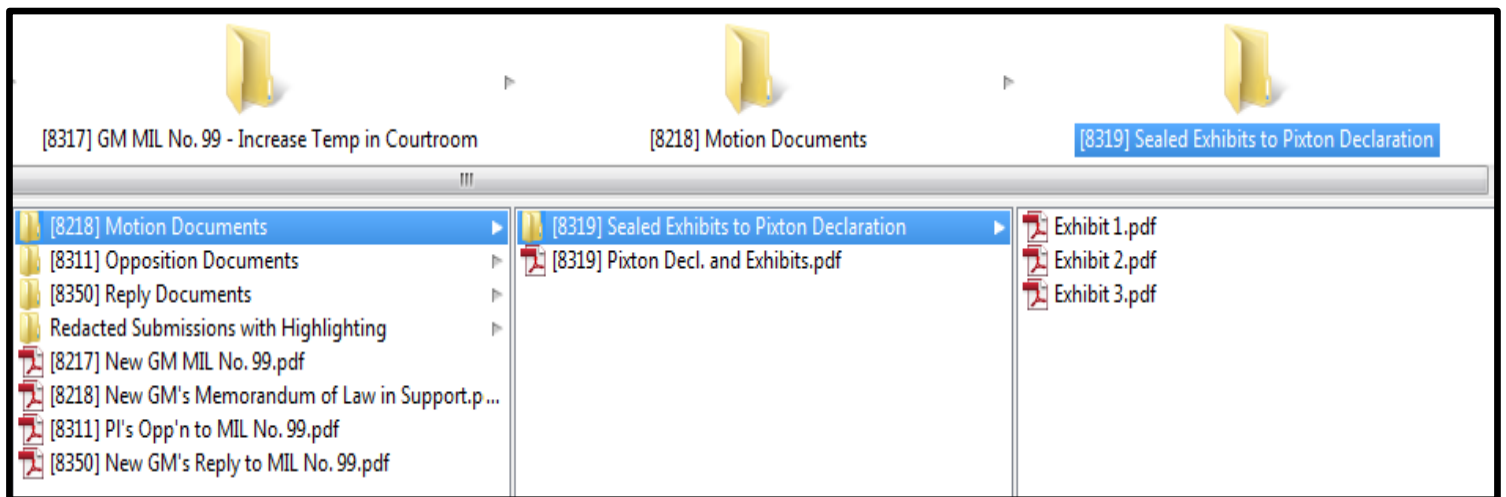 [8317] GM MIL No. 99 - Increase Temp in Courtroom
[8218] Motion Documents
[8319] Sealed Exhibits to Pixton Declaration
[8218] Motion Documents
[8311] Opposition Documents
[8350] Reply Documents
Redacted Submissions with Highlighting
[8217] New GM MIL No. 99.pdf
[8218] New GM's Memorandum of Law in Support.p...
[8311] Pl's Opp'n to MIL No. 99.pdf
[8350] New GM's Reply to MIL No. 99.pdf
[8319] Sealed Exhibits to Pixton Declaration
[8319] Pixton Decl. and Exhibits.pdf
Exhibit 1.pdf
Exhibit 2.pdf
Exhibit 3.pdf